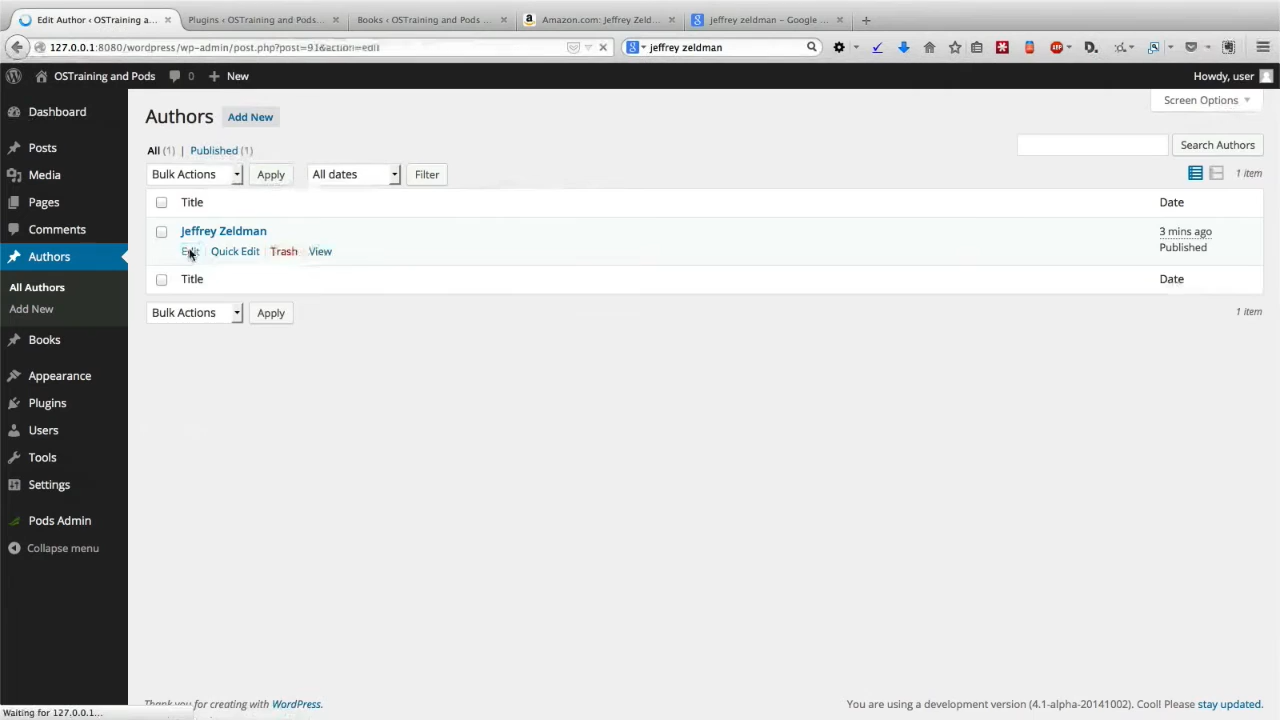 Edit Author ‹ OSTraining a... × Plugins ‹ OSTraining and Pods... × Books ‹ OSTraining and Pods ... × Amazon.com: Jeffrey Zeld... × jeffrey zeldman – Google ... × +
127.0.0.1:8080/wordpress/wp-admin/post.php?post=91&action=edit jeffrey zeldman
OSTraining and Pods 0 + New Howdy, user
Dashboard
Posts
Media
Pages
Comments
Authors
All Authors
Add New
Books
Appearance
Plugins
Users
Tools
Settings
Pods Admin
Collapse menu
Authors Add New Screen Options
All (1) | Published (1) Search Authors
Bulk Actions Apply All dates Filter 1 item
Title Date
Jeffrey Zeldman 3 mins ago
Edit | Quick Edit | Trash | View Published
Title Date
Bulk Actions Apply 1 item
Thank you for creating with WordPress. You are using a development version (4.1-alpha-20141002). Cool! Please stay updated.
Waiting for 127.0.0.1...